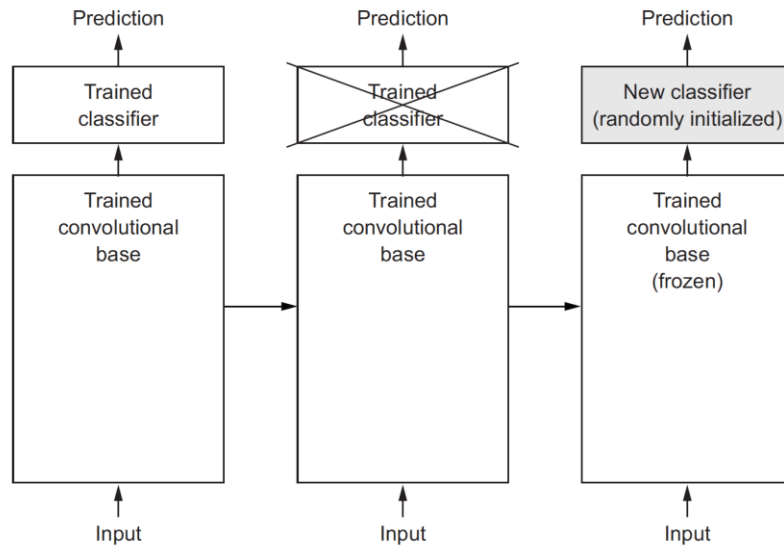 Prediction
Trained
classifier
Trained
convolutional
base
Input
Prediction
Trained
classifier
Trained
convolutional
base
Input
Prediction
New classifier
(randomly initialized)
Trained
convolutional
base
(frozen)
Input